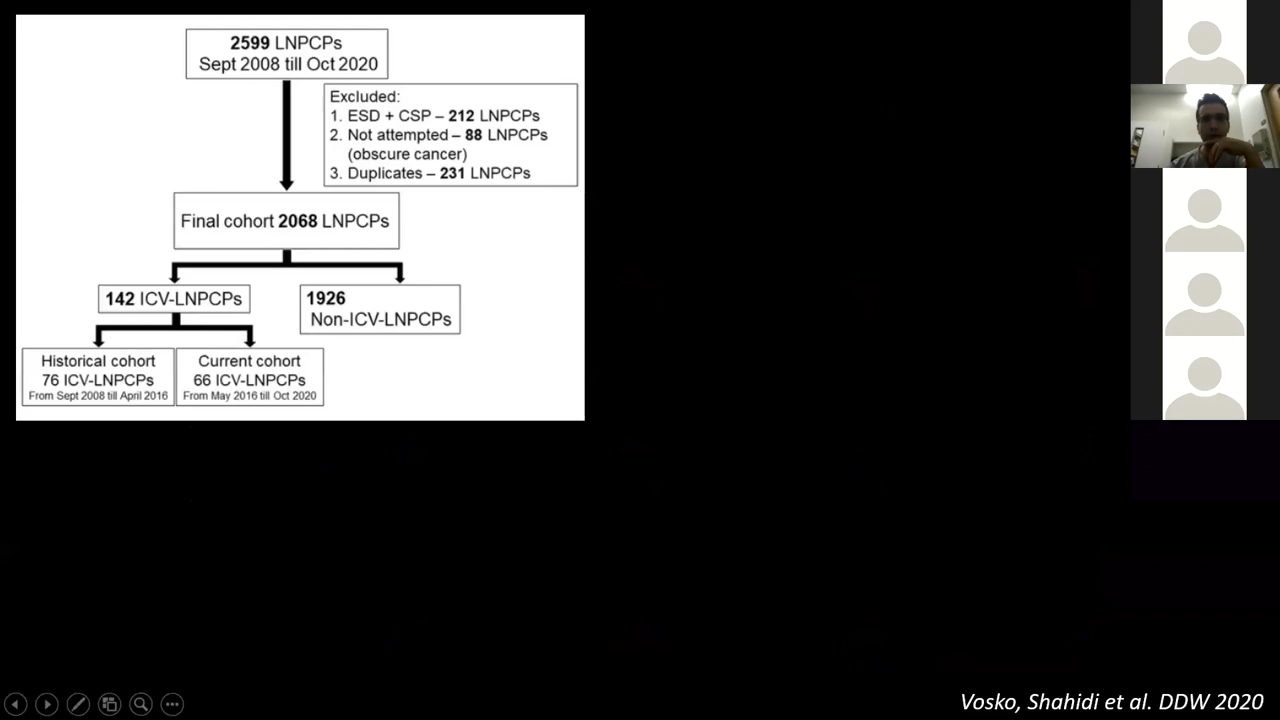 2599 LNPCPs
Sept 2008 till Oct 2020
Excluded:
1. ESD + CSP – 212 LNPCPs
2. Not attempted – 88 LNPCPs
(obscure cancer)
3. Duplicates – 231 LNPCPs
Final cohort 2068 LNPCPs
142 ICV-LNPCPs
1926
Non-ICV-LNPCPs
Historical cohort
76 ICV-LNPCPs
From Sept 2008 till April 2016
Current cohort
66 ICV-LNPCPs
From May 2016 till Oct 2020
Vosko, Shahidi et al. DDW 2020